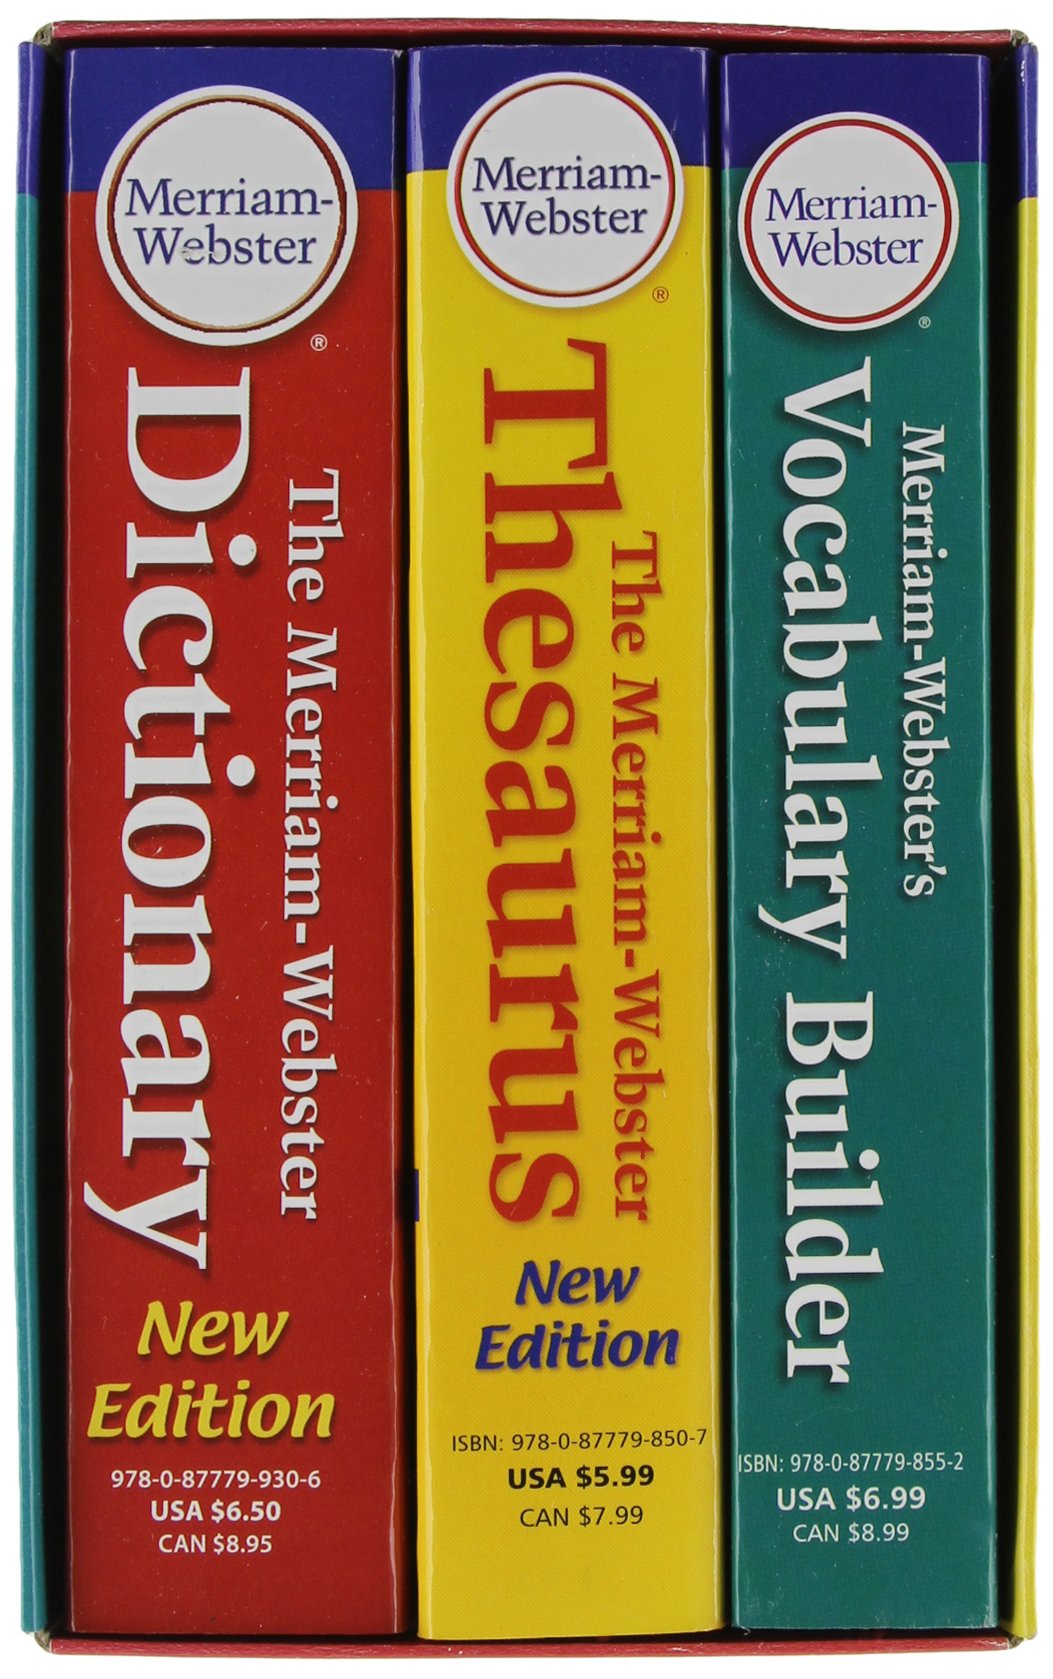 Merriam-
Webster
®
The Merriam-Webster
Dictionary
New
Edition
978-0-87779-930-6
USA $6.50
CAN $8.95
Merriam-
Webster
®
The Merriam-Webster
Thesaurus
New
Edition
ISBN: 978-0-87779-850-7
USA $5.99
CAN $7.99
Merriam-
Webster
®
Merriam-Webster's
Vocabulary Builder
ISBN: 978-0-87779-855-2
USA $6.99
CAN $8.99